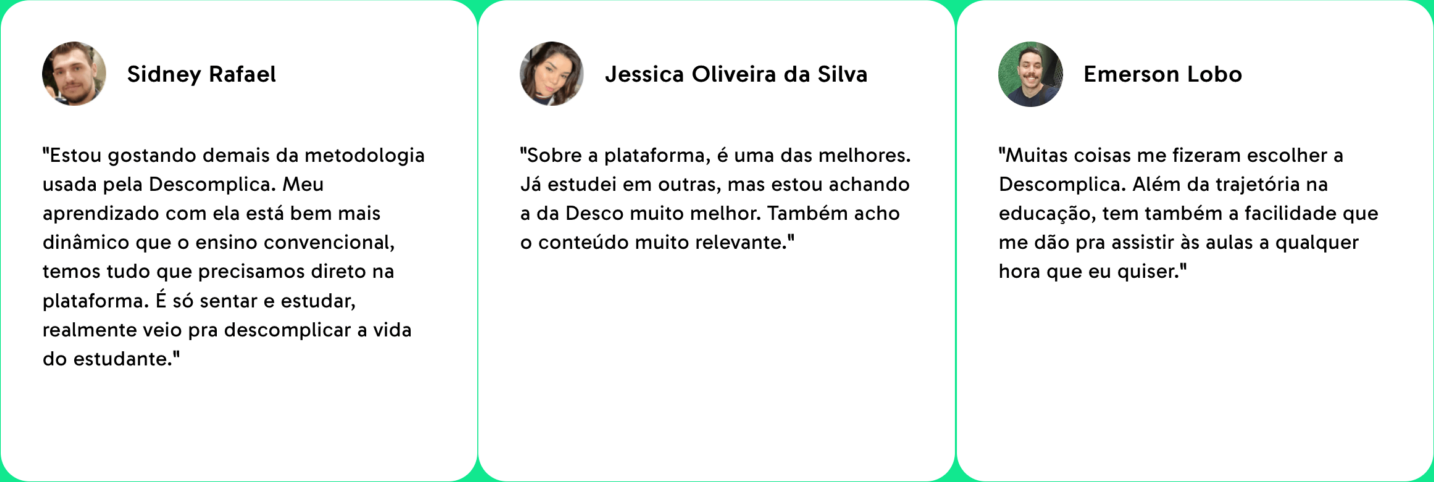 Sidney Rafael
"Estou gostando demais da metodologia
usada pela Descomplica. Meu
aprendizado com ela está bem mais
dinâmico que o ensino convencional,
temos tudo que precisamos direto na
plataforma. É só sentar e estudar,
realmente veio pra descomplicar a vida
do estudante."
Jessica Oliveira da Silva
"Sobre a plataforma, é uma das melhores.
Já estudei em outras, mas estou achando
a da Desco muito melhor. Também acho
o conteúdo muito relevante."
Emerson Lobo
"Muitas coisas me fizeram escolher a
Descomplica. Além da trajetória na
educação, tem também a facilidade que
me dão pra assistir às aulas a qualquer
hora que eu quiser."